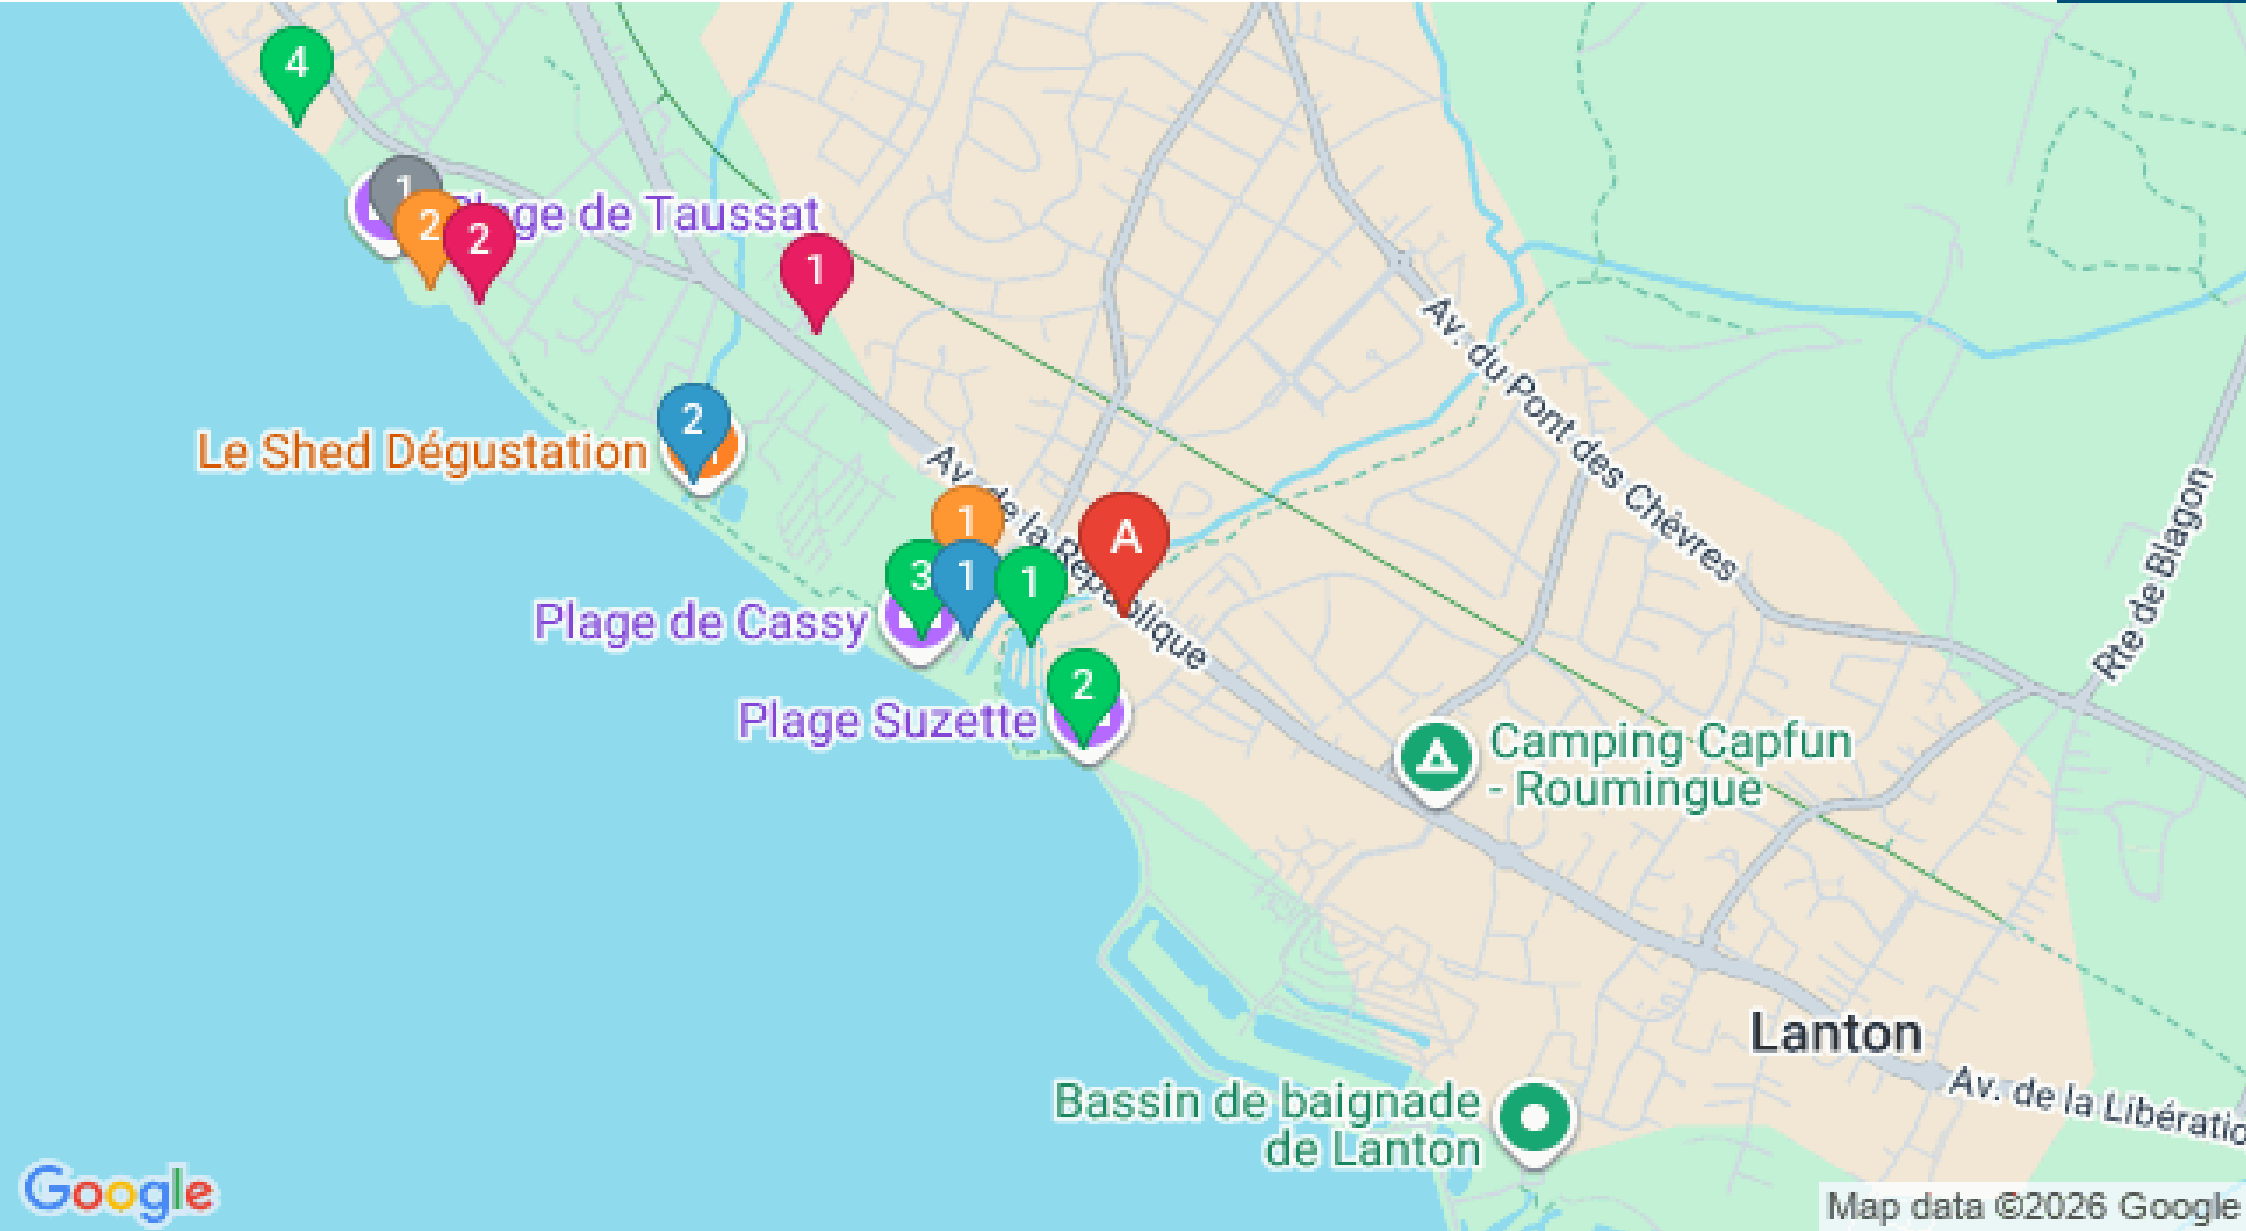 4
1
Plage de Taussat
2
2
1
Av. du Pont des Chèvres
2
Le Shed Dégustation
Av. de la République
Rte de Blagon
1
A
3
1
1
Plage de Cassy
2
Plage Suzette
Camping Capfun
- Roumingue
Lanton
Av. de la Libératio
Bassin de baignade
de Lanton
Google
Map data ©2026 Google